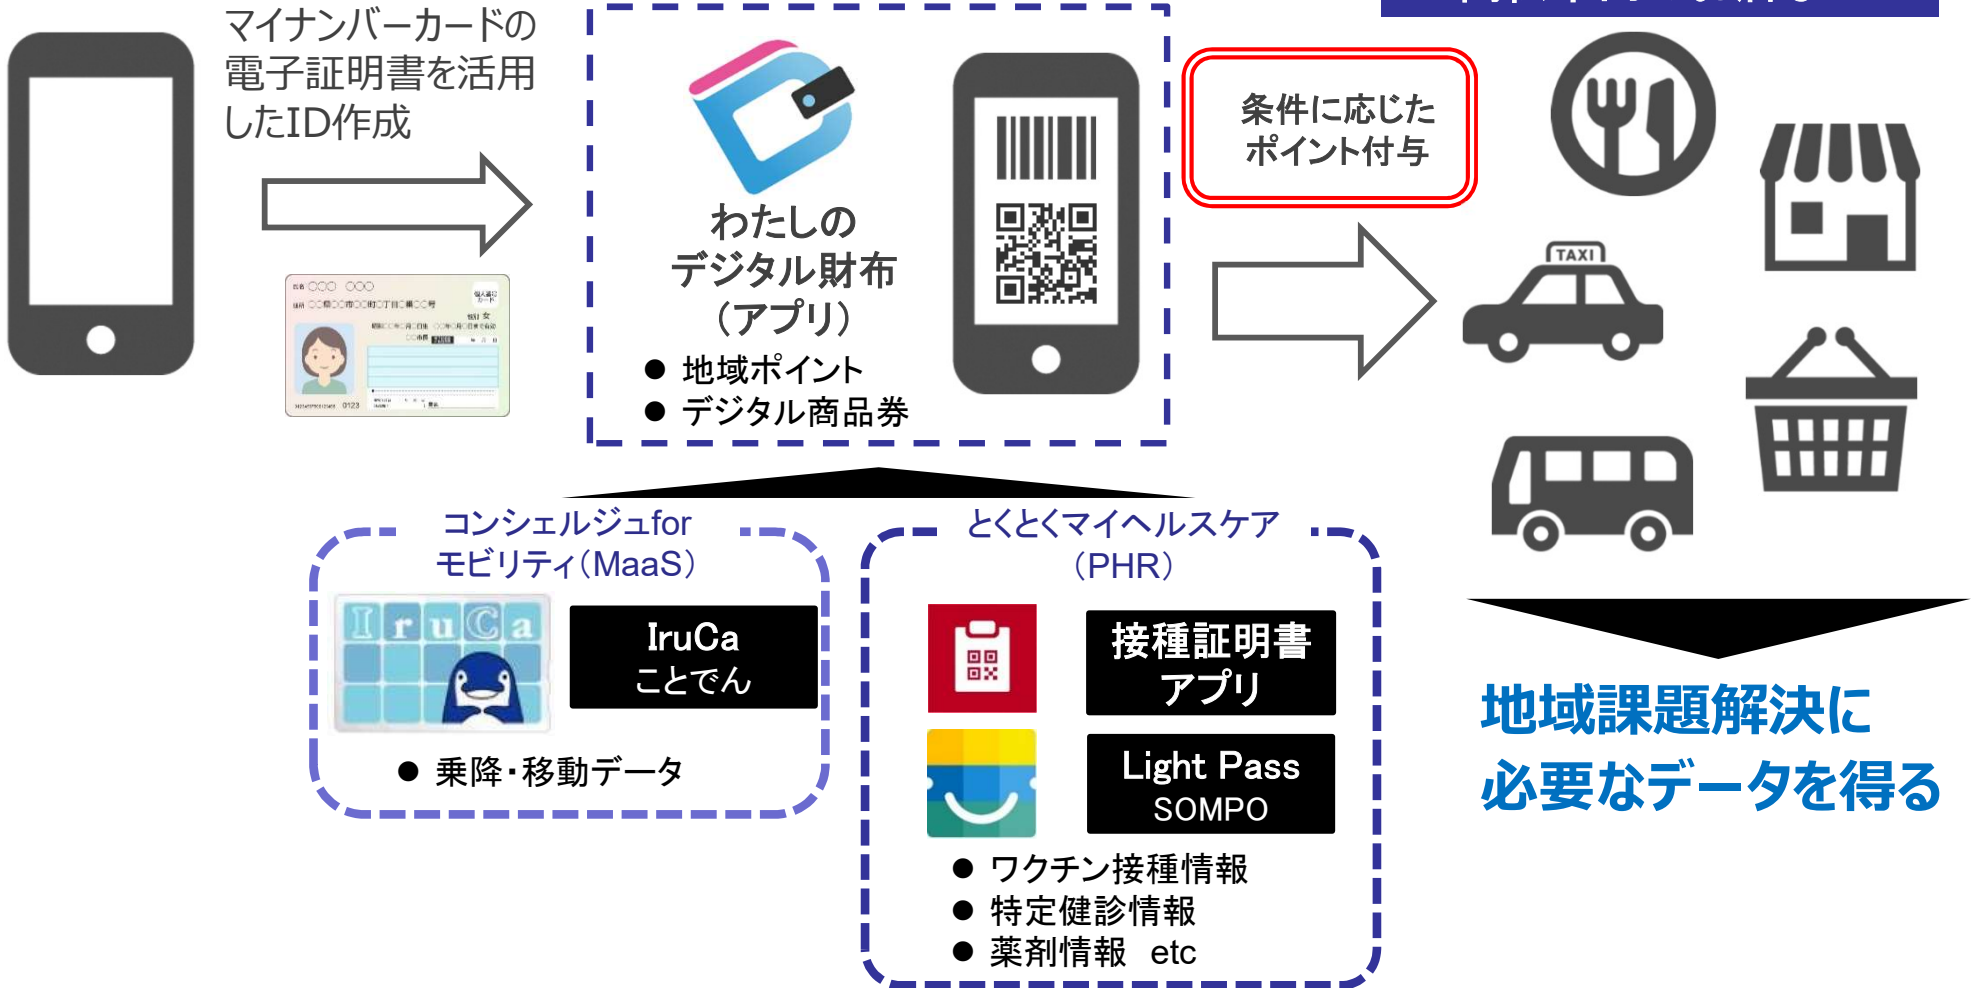 マイナンバーカードの
電子証明書を活用
したID作成
わたしの
デジタル財布
（アプリ）
● 地域ポイント
● デジタル商品券
条件に応じた
ポイント付与
TAXI
コンシェルジュfor
モビリティ（MaaS）
IruCa
IruCa
ことでん
● 乗降・移動データ
とくとくマイヘルスケア
（PHR）
接種証明書
アプリ
Light Pass
SOMPO
● ワクチン接種情報
● 特定健診情報
● 薬剤情報 etc
地域課題解決に
必要なデータを得る